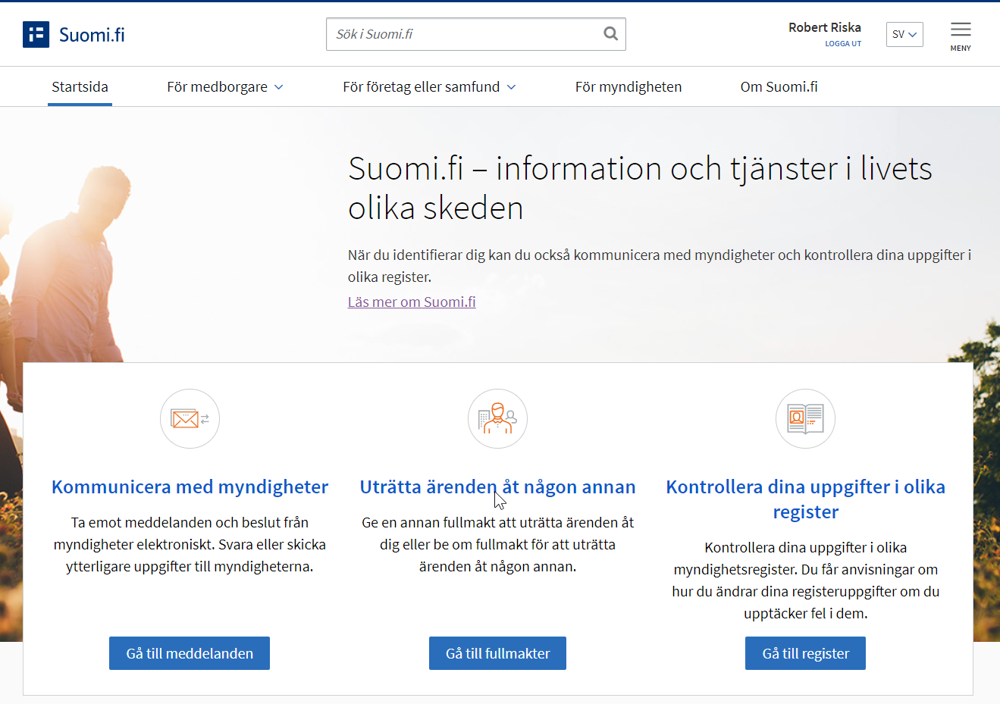 Suomi.fi
Sök i Suomi.fi
Robert Riska
LOGGA UT
SV
MENY
Startsida
För medborgare
För företag eller samfund
För myndigheten
Om Suomi.fi
Suomi.fi – information och tjänster i livets
olika skeden
När du identifierar dig kan du också kommunicera med myndigheter och kontrollera dina uppgifter i
olika register.
Läs mer om Suomi.fi
Kommunicera med myndigheter
Ta emot meddelanden och beslut från
myndigheter elektroniskt. Svara eller skicka
ytterligare uppgifter till myndigheterna.
Gå till meddelanden
Uträtta ärenden åt någon annan
Ge en annan fullmakt att uträtta ärenden åt
dig eller be om fullmakt för att uträtta
ärenden åt någon annan.
Gå till fullmakter
Kontrollera dina uppgifter i olika
register
Kontrollera dina uppgifter i olika
myndighetsregister. Du får anvisningar om
hur du ändrar dina registeruppgifter om du
upptäcker fel i dem.
Gå till register